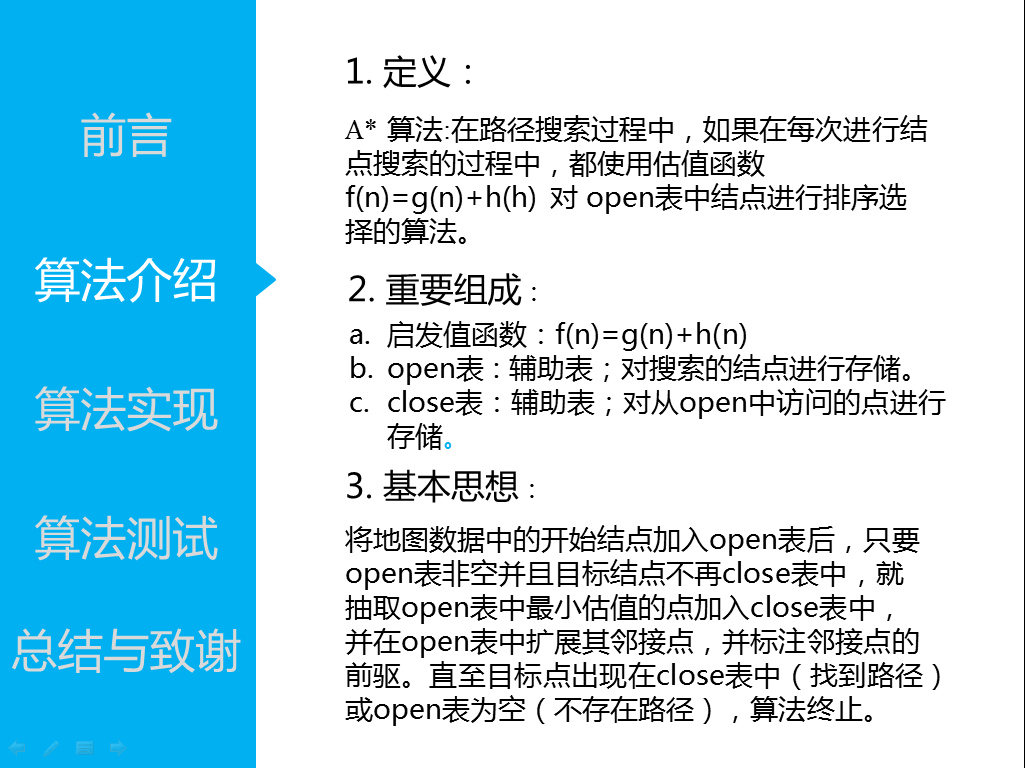 前言
算法介绍
算法实现
算法测试
总结与致谢
1. 定义：
A* 算法:在路径搜索过程中，如果在每次进行结
点搜索的过程中，都使用估值函数
f(n)=g(n)+h(h) 对 open表中结点进行排序选
择的算法。
2. 重要组成：
a. 启发值函数：f(n)=g(n)+h(n)
b. open表：辅助表；对搜索的结点进行存储。
c. close表：辅助表；对从open中访问的点进行
存储。
3. 基本思想：
将地图数据中的开始结点加入open表后，只要
open表非空并且目标结点不再close表中，就
抽取open表中最小估值的点加入close表中，
并在open表中扩展其邻接点，并标注邻接点的
前驱。直至目标点出现在close表中（找到路径）
或open表为空（不存在路径），算法终止。